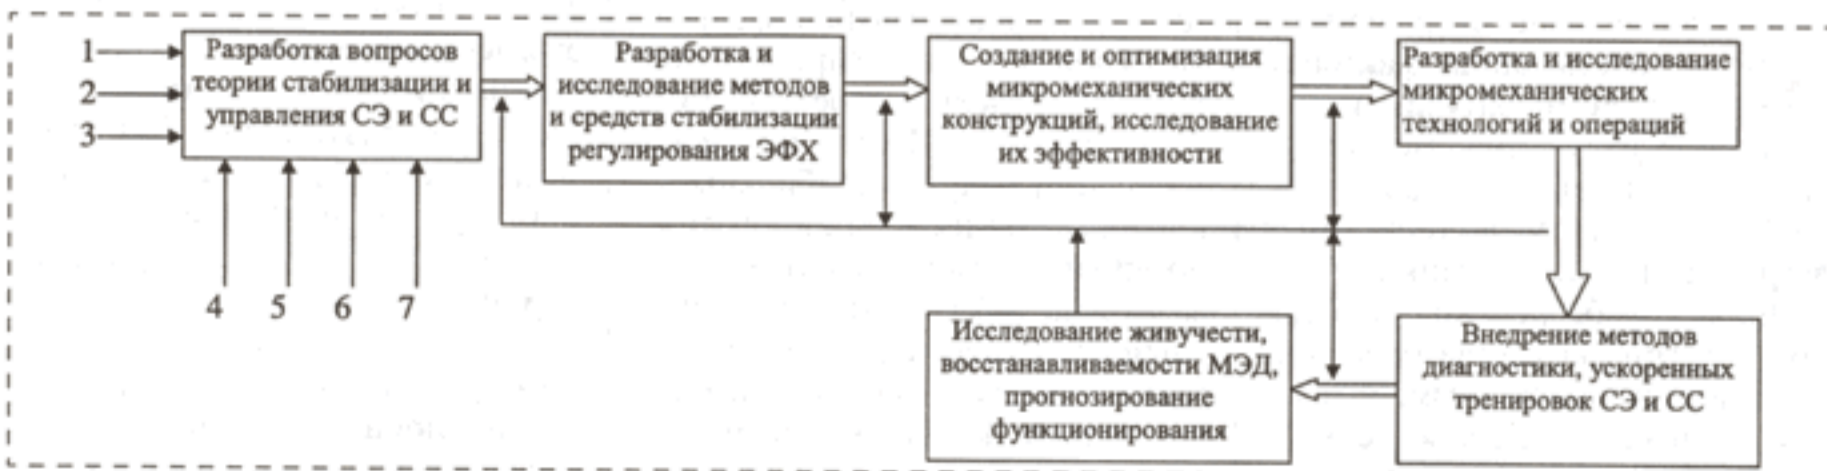 1
2
3
Разработка вопросов
теории стабилизации и
управления СЭ и СС
4 5 6 7
Разработка и
исследование методов
и средств стабилизации
регулирования ЭФХ
Создание и оптимизация
микромеханических
конструкций, исследование
их эффективности
Разработка и исследование
микромеханических
технологий и операций
Исследование живучести,
восстанавливаемости МЭД,
прогнозирование
функционирования
Внедрение методов
диагностики, ускоренных
тренировок СЭ и СС